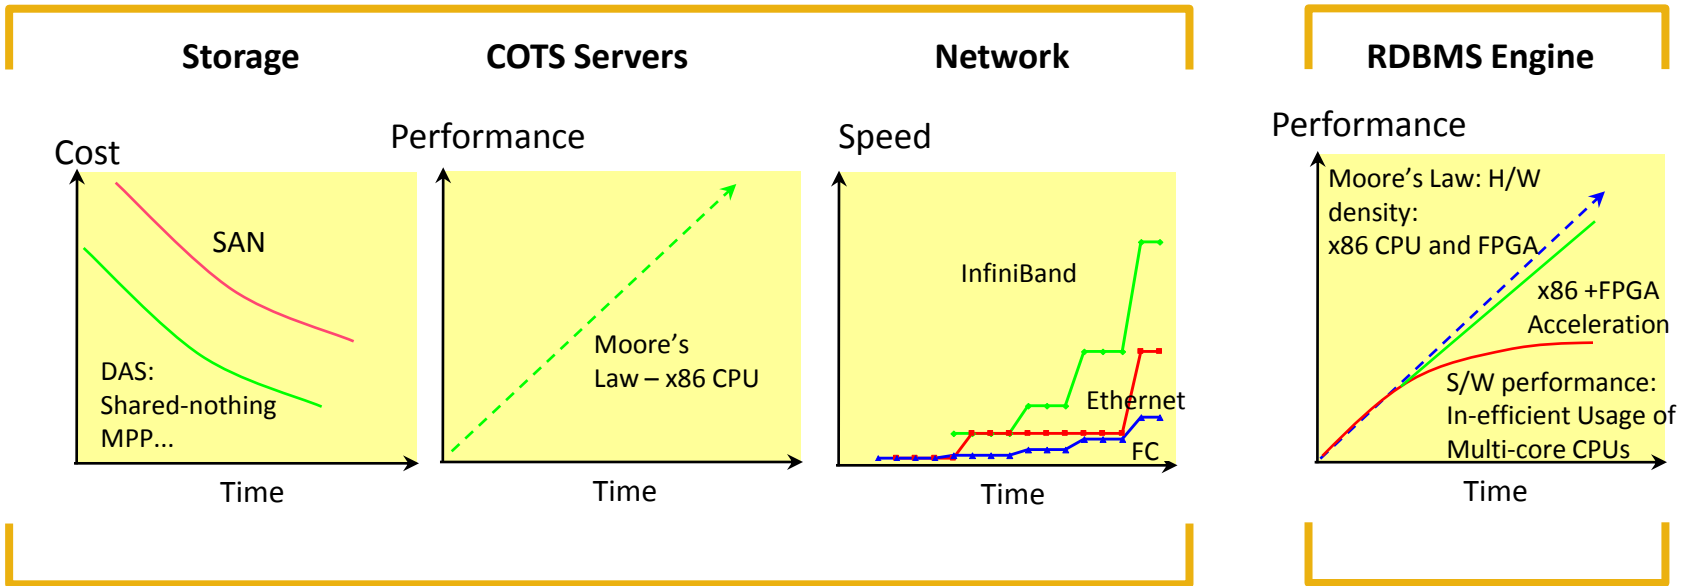 Storage
COTS Servers
Network
RDBMS Engine
Cost
SAN
DAS:
Shared-nothing
MPP...
Time
Performance
Moore's
Law – x86 CPU
Time
Speed
InfiniBand
Ethernet
FC
Time
Performance
Moore's Law: H/W
density:
x86 CPU and FPGA
x86 +FPGA
Acceleration
S/W performance:
In-efficient Usage of
Multi-core CPUs
Time